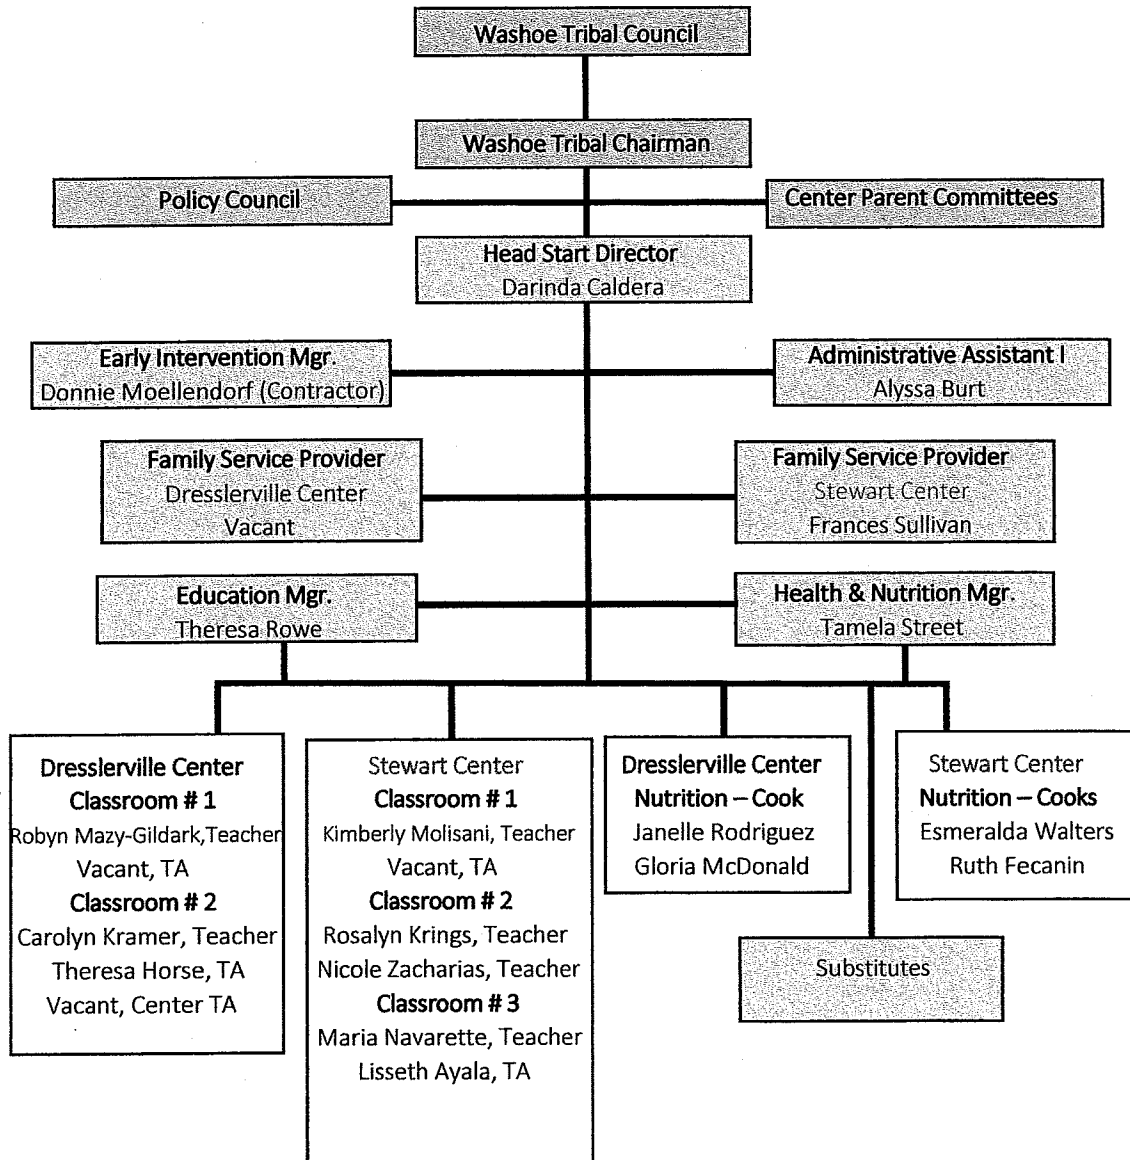 Washoe Tribal Council
Washoe Tribal Chairman
Policy Council
Center Parent Committees
Head Start Director
Darinda Caldera
Early Intervention Mgr.
Donnie Moellendorf (Contractor)
Administrative Assistant I
Alyssa Burt
Family Service Provider
Dresslerville Center
Vacant
Family Service Provider
Stewart Center
Frances Sullivan
Education Mgr.
Theresa Rowe
Health & Nutrition Mgr.
Tamela Street
Dresslerville Center
Classroom # 1
Robyn Mazy-Gildark,Teacher
Vacant, TA
Classroom # 2
Carolyn Kramer, Teacher
Theresa Horse, TA
Vacant, Center TA
Stewart Center
Classroom # 1
Kimberly Molisani, Teacher
Vacant, TA
Classroom # 2
Rosalyn Krings, Teacher
Nicole Zacharias, Teacher
Classroom # 3
Maria Navarette, Teacher
Lisseth Ayala, TA
Dresslerville Center
Nutrition – Cook
Janelle Rodriguez
Gloria McDonald
Stewart Center
Nutrition – Cooks
Esmeralda Walters
Ruth Fecanin
Substitutes